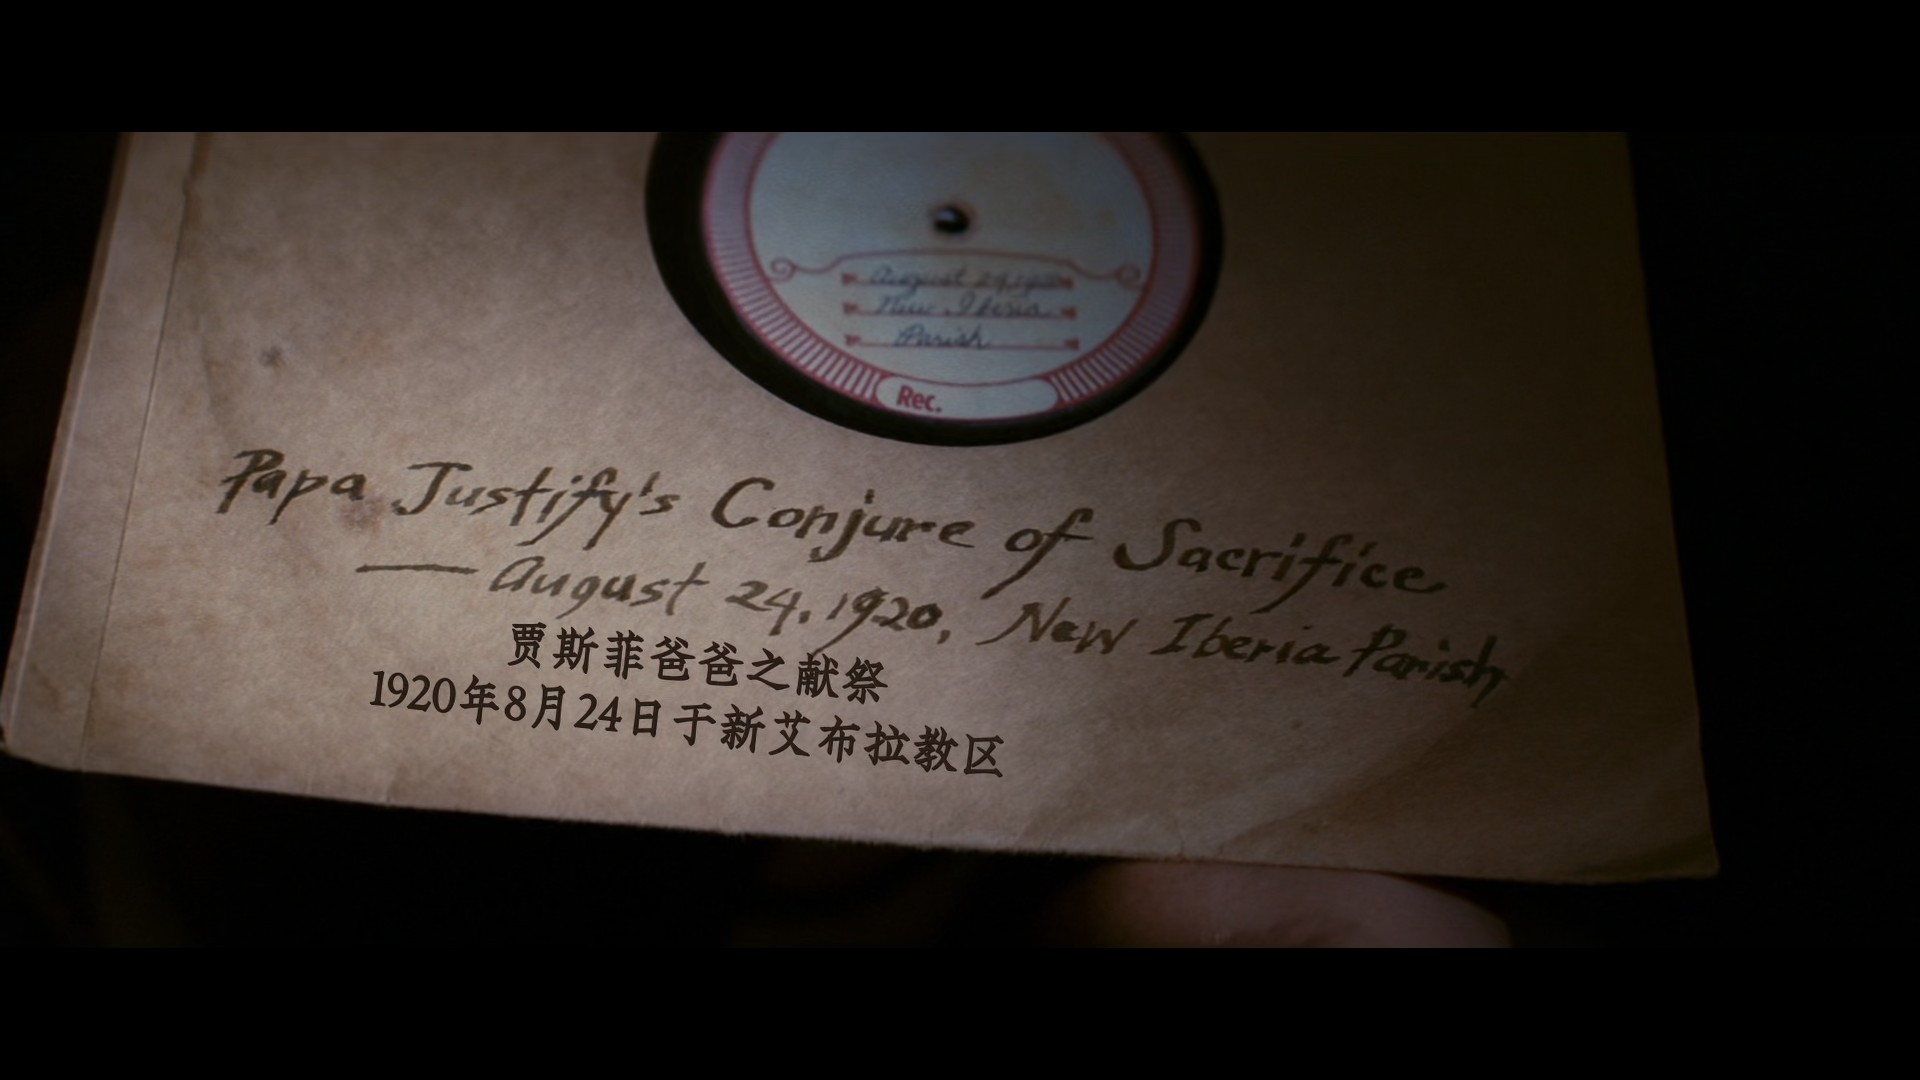 August 24, 1920
New Iberia
Parish
Rec.
Papa Justify's Conjure of Sacrifice
— August 24, 1920, New Iberia Parish
贾斯菲爸爸之献祭
1920年8月24日于新艾布拉教区